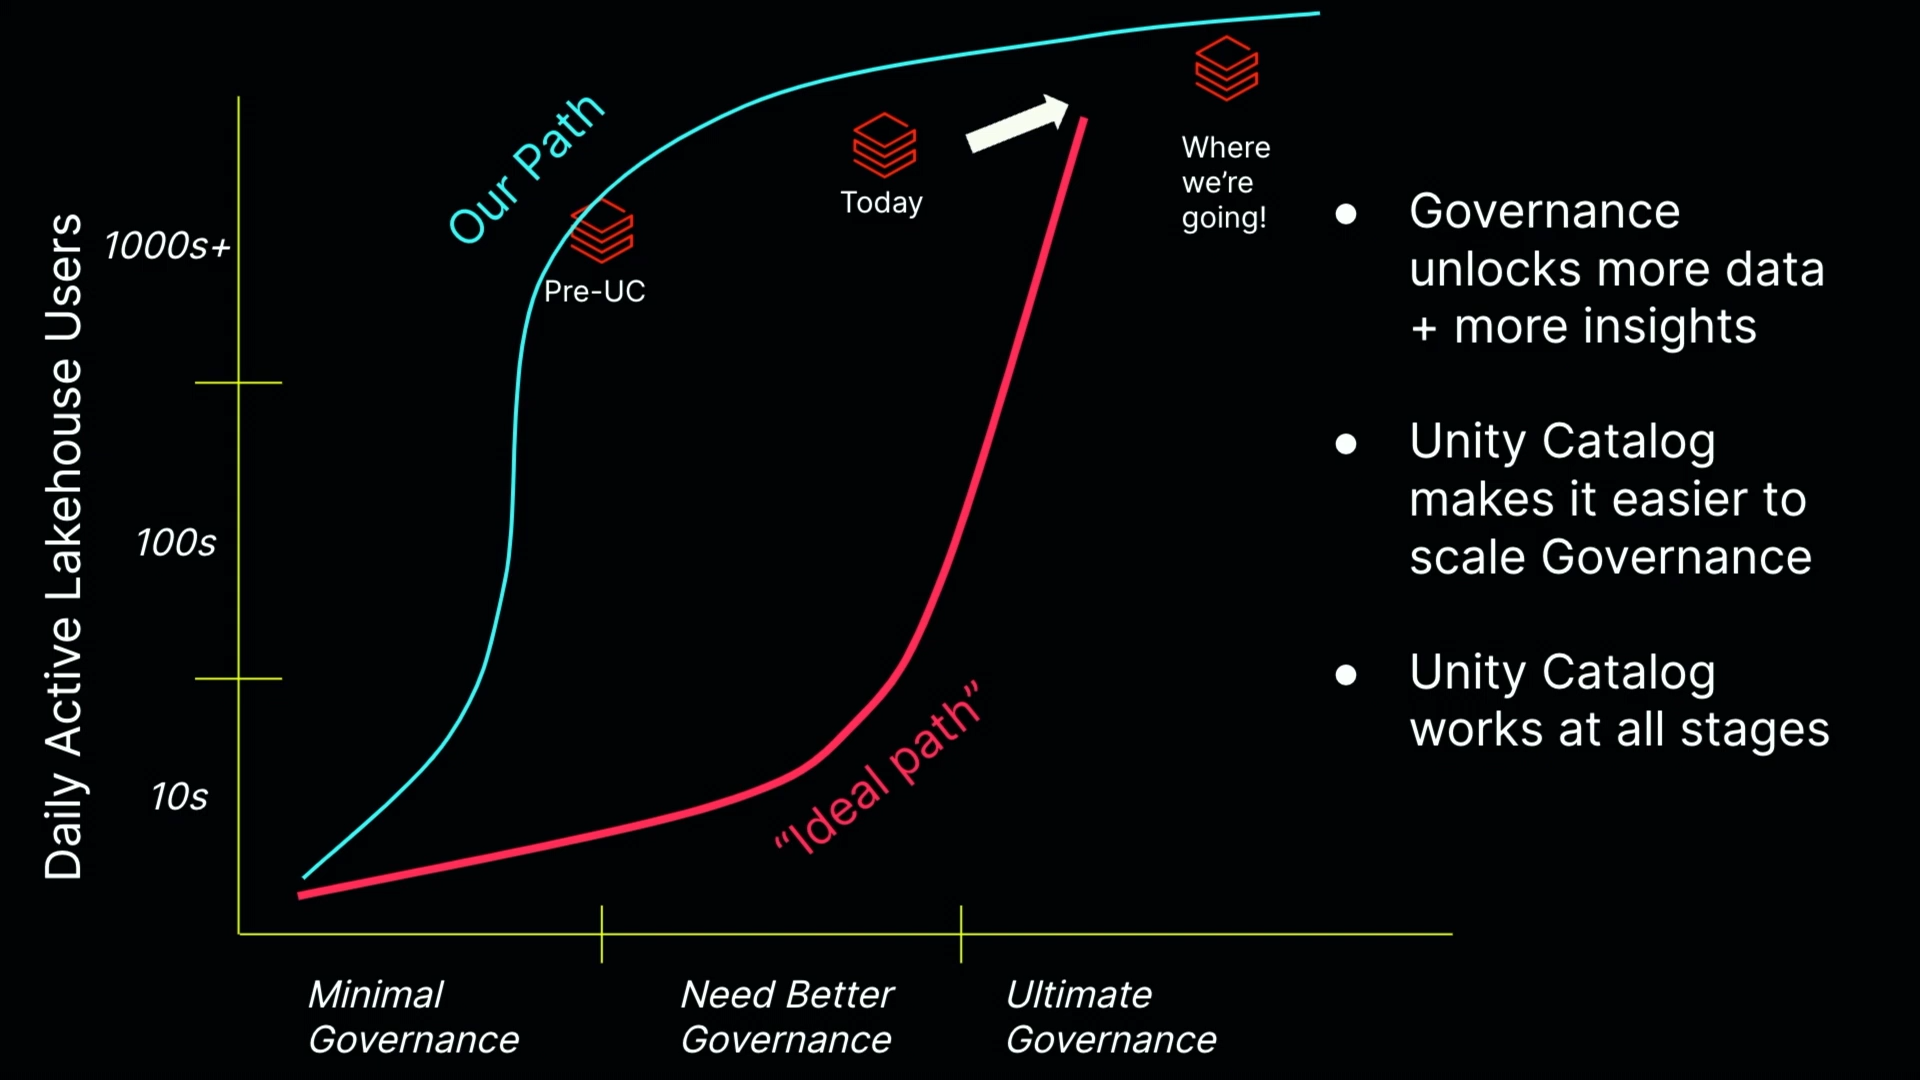 Our Path
Pre-UC
Today
Where
we're
going!
"Ideal path"
Daily Active Lakehouse Users
1000s+
100s
10s
Minimal
Governance
Need Better
Governance
Ultimate
Governance
● Governance
unlocks more data
+ more insights
● Unity Catalog
makes it easier to
scale Governance
● Unity Catalog
works at all stages